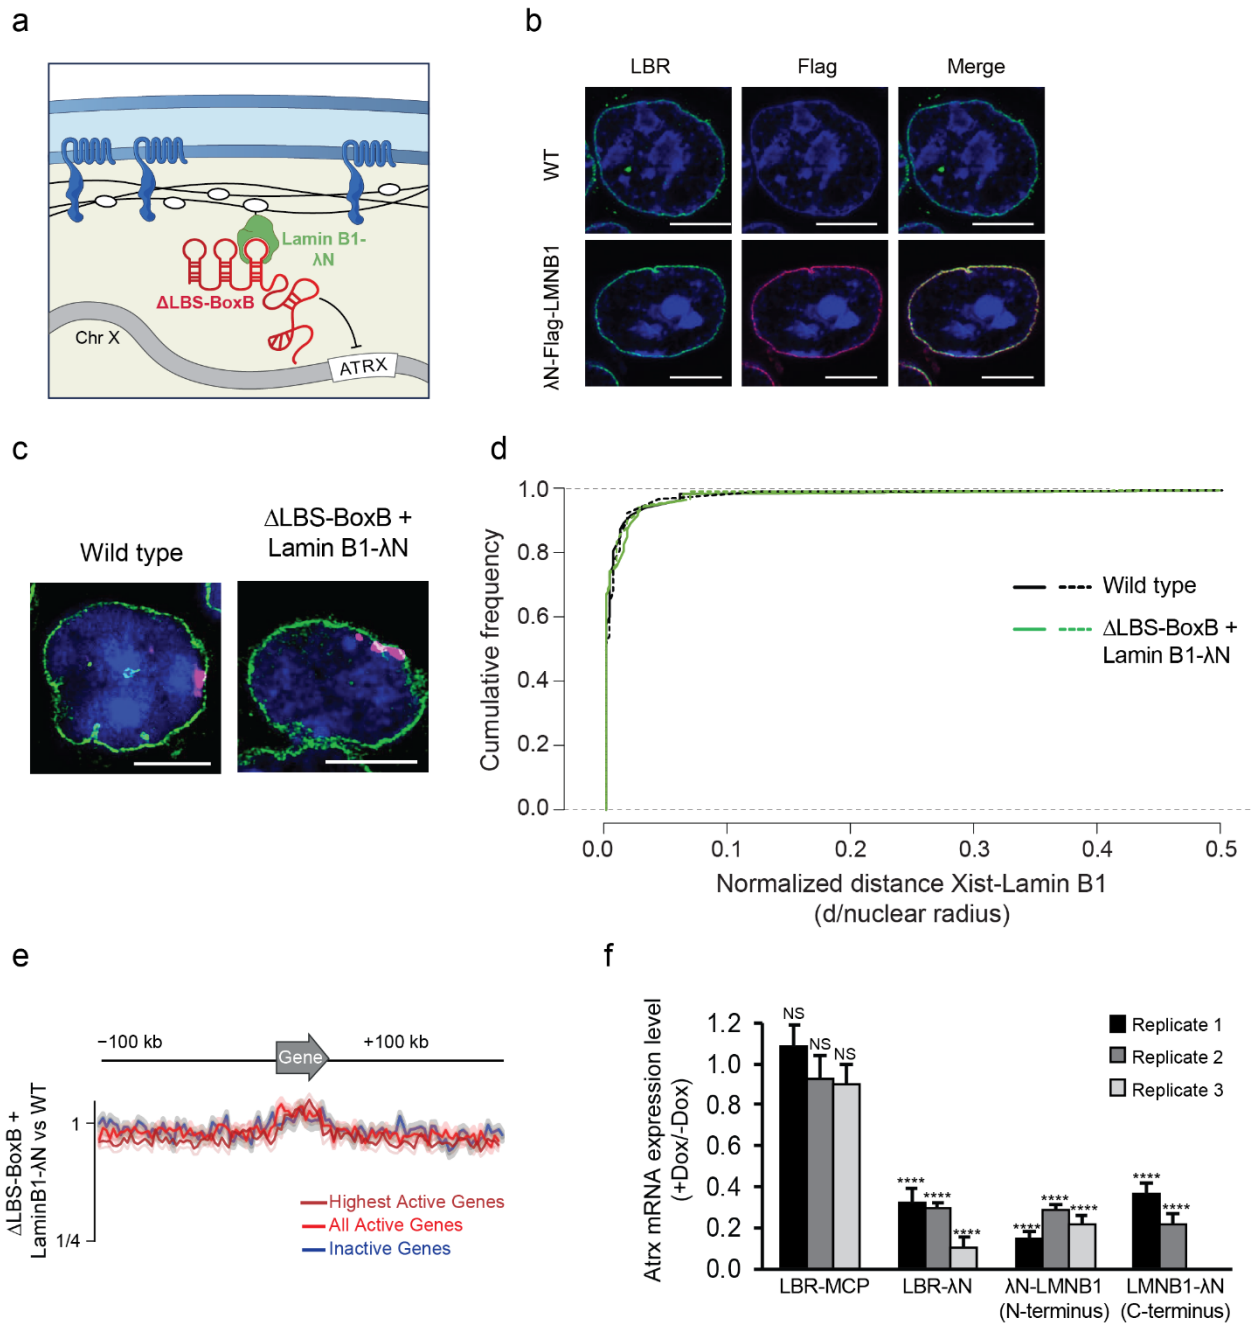 a
Lamin B1-
λN
ΔLBS-BoxB
Chr X
ATRX
b
LBR
Flag
Merge
WT
λN-Flag-LMNB1
c
Wild type
ΔLBS-BoxB +
Lamin B1-λN
d
Cumulative frequency
1.0
0.8
0.6
0.4
0.2
0.0
Wild type
ΔLBS-BoxB +
Lamin B1-λN
0.0 0.1 0.2 0.3 0.4 0.5
Normalized distance Xist-Lamin B1
(d/nuclear radius)
e
−100 kb
Gene
+100 kb
ΔLBS-BoxB +
LaminB1-λN vs WT
1
1/4
Highest Active Genes
All Active Genes
Inactive Genes
f
Atrx mRNA expression level
(+Dox/-Dox)
1.2
1.0
0.8
0.6
0.4
0.2
0.0
NS NS NS
**** **** ****
**** **** ****
**** ****
Replicate 1
Replicate 2
Replicate 3
LBR-MCP
LBR-λN
λN-LMNB1
(N-terminus)
LMNB1-λN
(C-terminus)